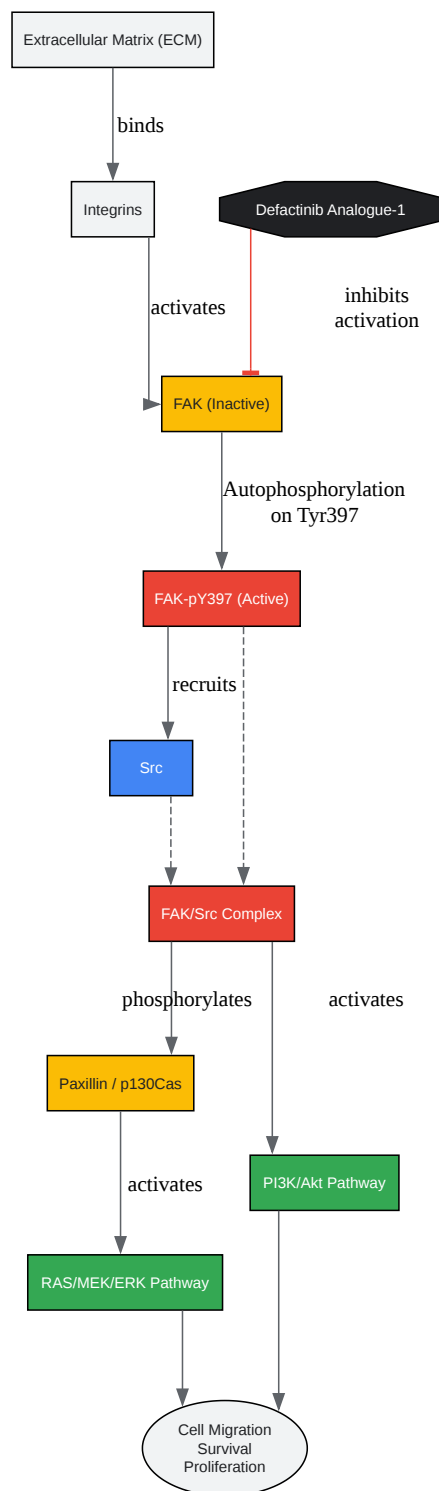 Extracellular Matrix (ECM)
binds
Integrins
Defactinib Analogue-1
activates
inhibits
activation
FAK (Inactive)
Autophosphorylation
on Tyr397
FAK-pY397 (Active)
recruits
Src
FAK/Src Complex
phosphorylates
activates
Paxillin / p130Cas
activates
PI3K/Akt Pathway
RAS/MEK/ERK Pathway
Cell Migration
Survival
Proliferation